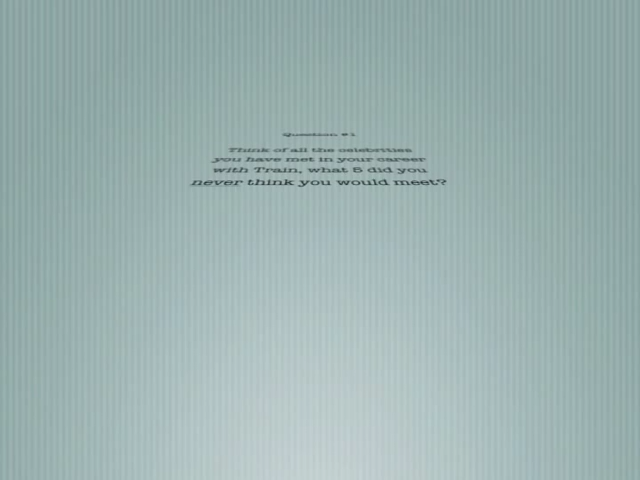 Question #1
Think of all the celebrities
you have met in your career
with Train, what 5 did you
never think you would meet?